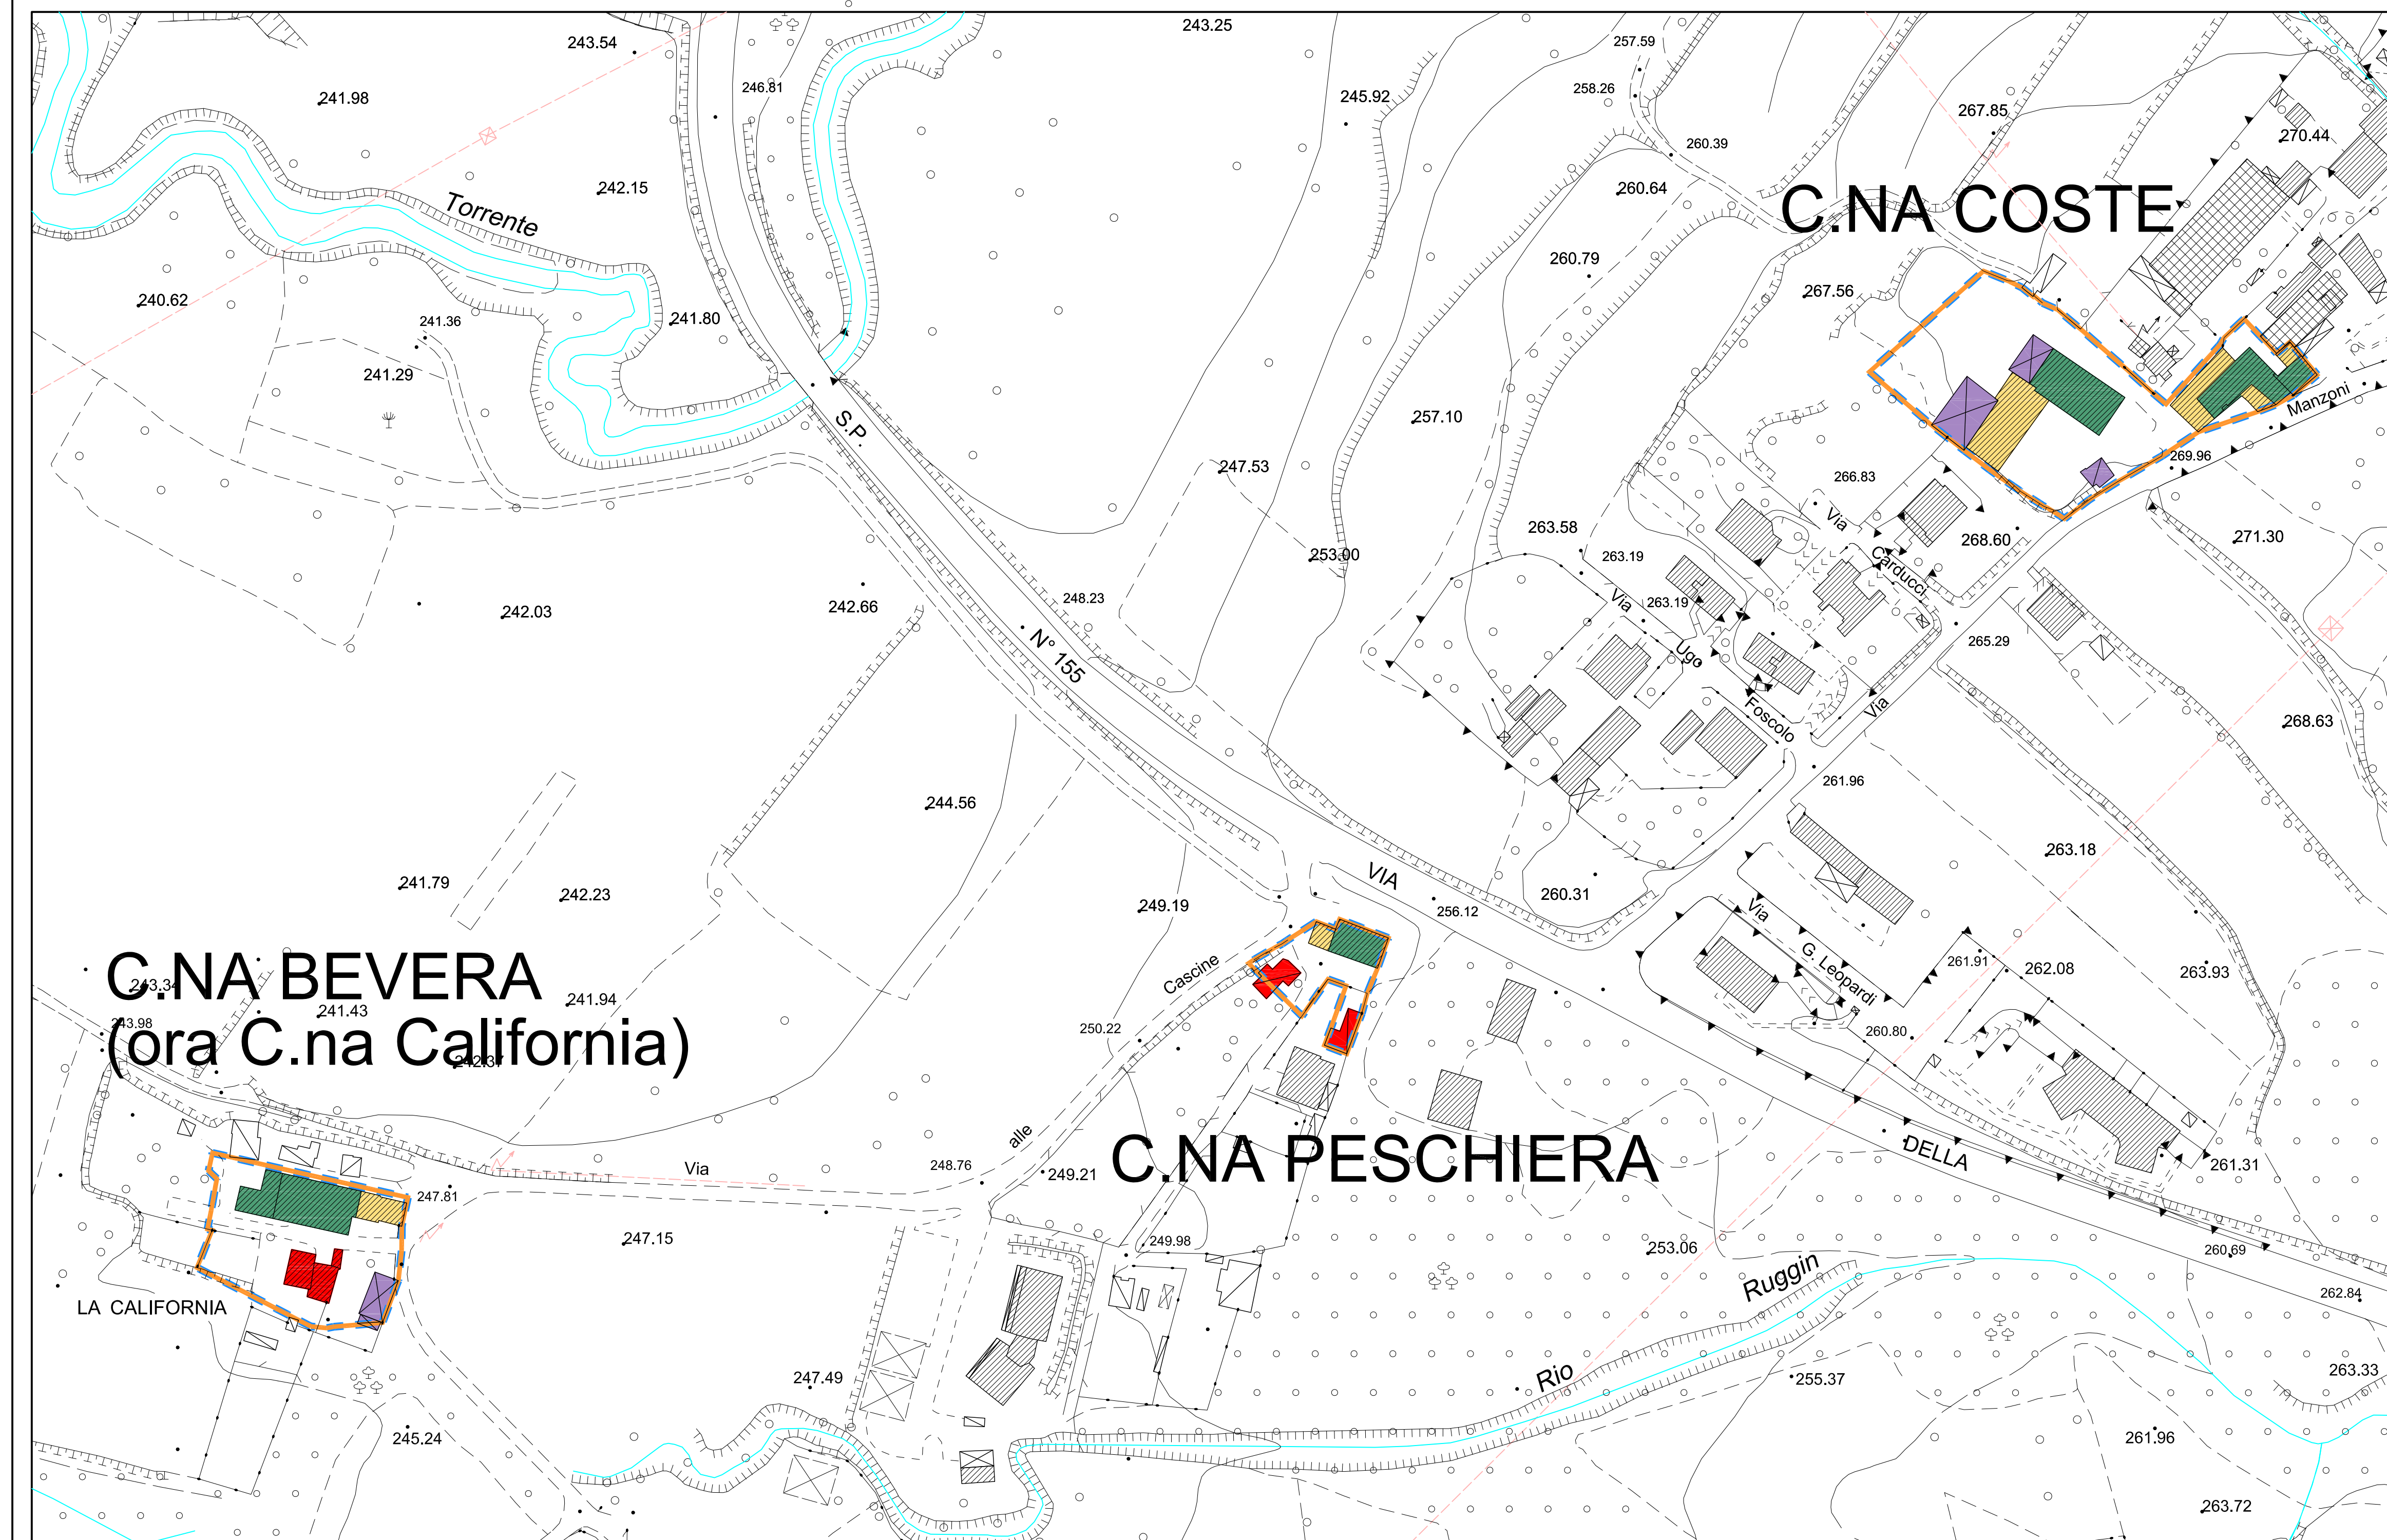 243.25
243.54
257.59
246.81
258.26
241.98
245.92
267.85
270.44
260.39
242.15
260.64
C.NA COSTE
Torrente
260.79
267.56
240.62
241.36
241.80
241.29
Manzoni
257.10
S.P.
269.96
247.53
266.83
Via
Carducci
263.58
268.60
271.30
253.00
263.19
242.03
242.66
248.23
Via
263.19
Ugo
Foscolo
265.29
N° 155
Via
268.63
261.96
244.56
263.18
VIA
241.79
242.23
249.19
256.12
260.31
Via
G. Leopardi
261.91
262.08
263.93
Cascine
C.NA BEVERA
(ora C.na California)
243.34
241.43
241.94
243.98
242.37
250.22
260.80
alle
C.NA PESCHIERA
DELLA
248.76
249.21
Via
261.31
247.81
247.15
249.98
253.06
260.69
Ruggin
262.84
LA CALIFORNIA
Rio
247.49
255.37
263.33
245.24
261.96
263.72